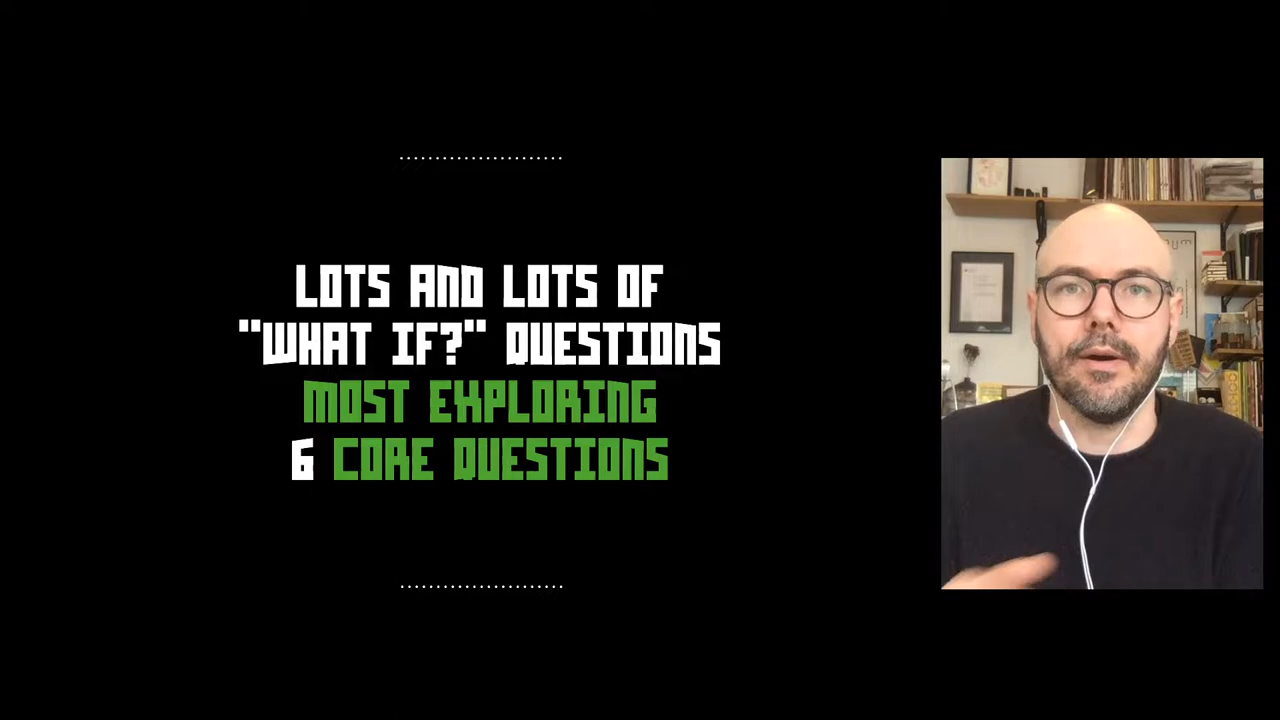 LOTS AND LOTS OF
"WHAT IF?" QUESTIONS
MOST EXPLORING
6 CORE QUESTIONS